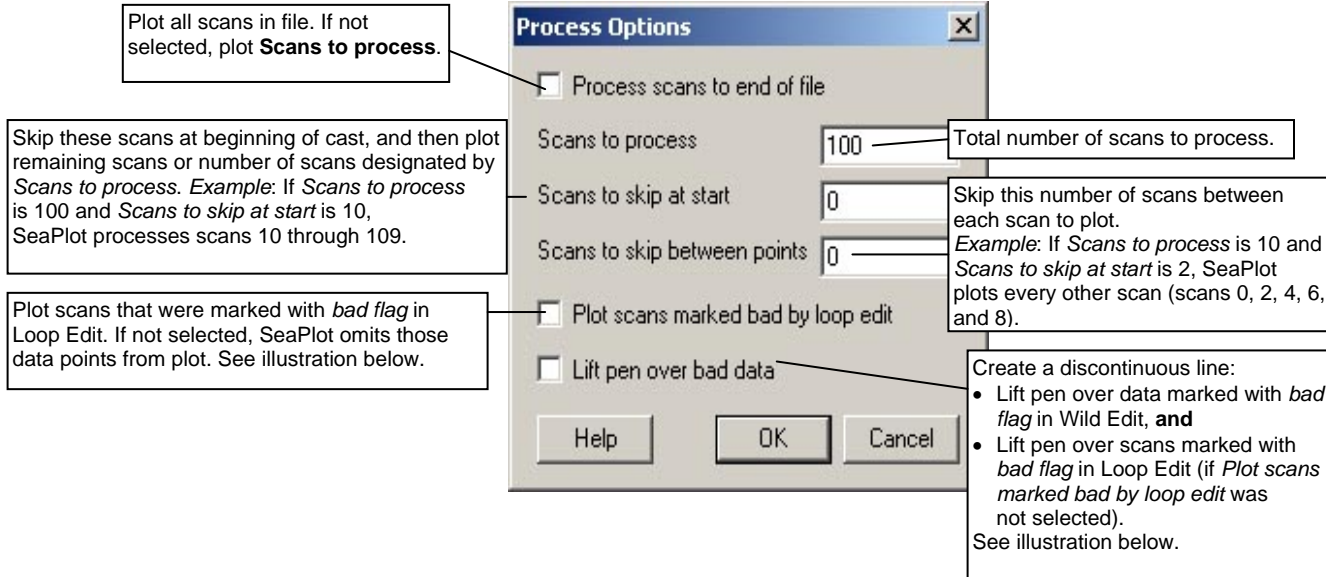 Plot all scans in file. If not
selected, plot Scans to process.
Skip these scans at beginning of cast, and then plot
remaining scans or number of scans designated by
Scans to process. Example: If Scans to process
is 100 and Scans to skip at start is 10,
SeaPlot processes scans 10 through 109.
Plot scans that were marked with bad flag in
Loop Edit. If not selected, SeaPlot omits those
data points from plot. See illustration below.
Process Options
Process scans to end of file
Scans to process
100
Scans to skip at start
0
Scans to skip between points
0
Plot scans marked bad by loop edit
Lift pen over bad data
Help
OK
Cancel
Total number of scans to process.
Skip this number of scans between
each scan to plot.
Example: If Scans to process is 10 and
Scans to skip at start is 2, SeaPlot
plots every other scan (scans 0, 2, 4, 6,
and 8).
Create a discontinuous line:
• Lift pen over data marked with bad
flag in Wild Edit, and
• Lift pen over scans marked with
bad flag in Loop Edit (if Plot scans
marked bad by loop edit was
not selected).
See illustration below.